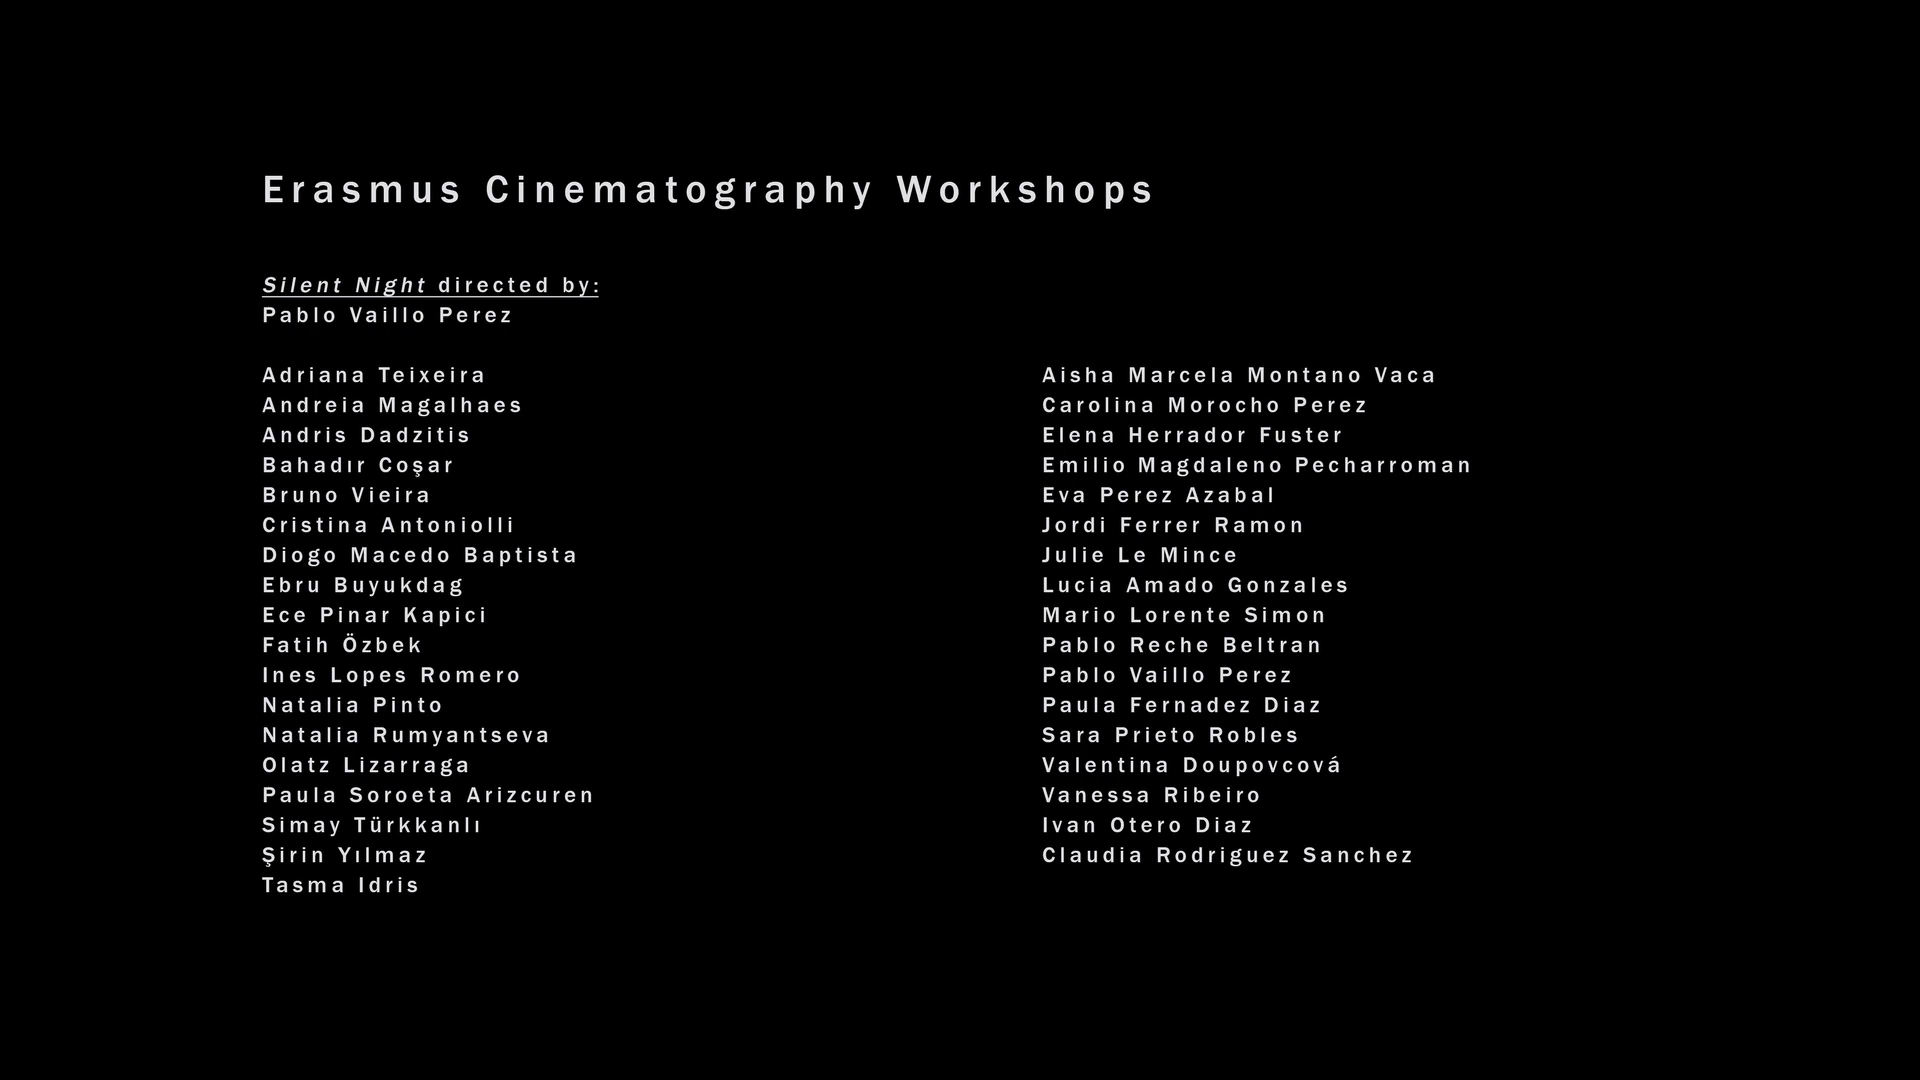 Erasmus Cinematography Workshops
Silent Night directed by:
Pablo Vaillo Perez
Adriana Teixeira
Andreia Magalhaes
Andris Dadzitis
Bahadır Coşar
Bruno Vieira
Cristina Antoniolli
Diogo Macedo Baptista
Ebru Buyukdag
Ece Pinar Kapici
Fatih Özbek
Ines Lopes Romero
Natalia Pinto
Natalia Rumyantseva
Olatz Lizarraga
Paula Soroeta Arizcuren
Simay Türkkanlı
Şirin Yılmaz
Tasma Idris
Aisha Marcela Montano Vaca
Carolina Morocho Perez
Elena Herrador Fuster
Emilio Magdaleno Pecharroman
Eva Perez Azabal
Jordi Ferrer Ramon
Julie Le Mince
Lucia Amado Gonzales
Mario Lorente Simon
Pablo Reche Beltran
Pablo Vaillo Perez
Paula Fernadez Diaz
Sara Prieto Robles
Valentina Doupovcová
Vanessa Ribeiro
Ivan Otero Diaz
Claudia Rodriguez Sanchez